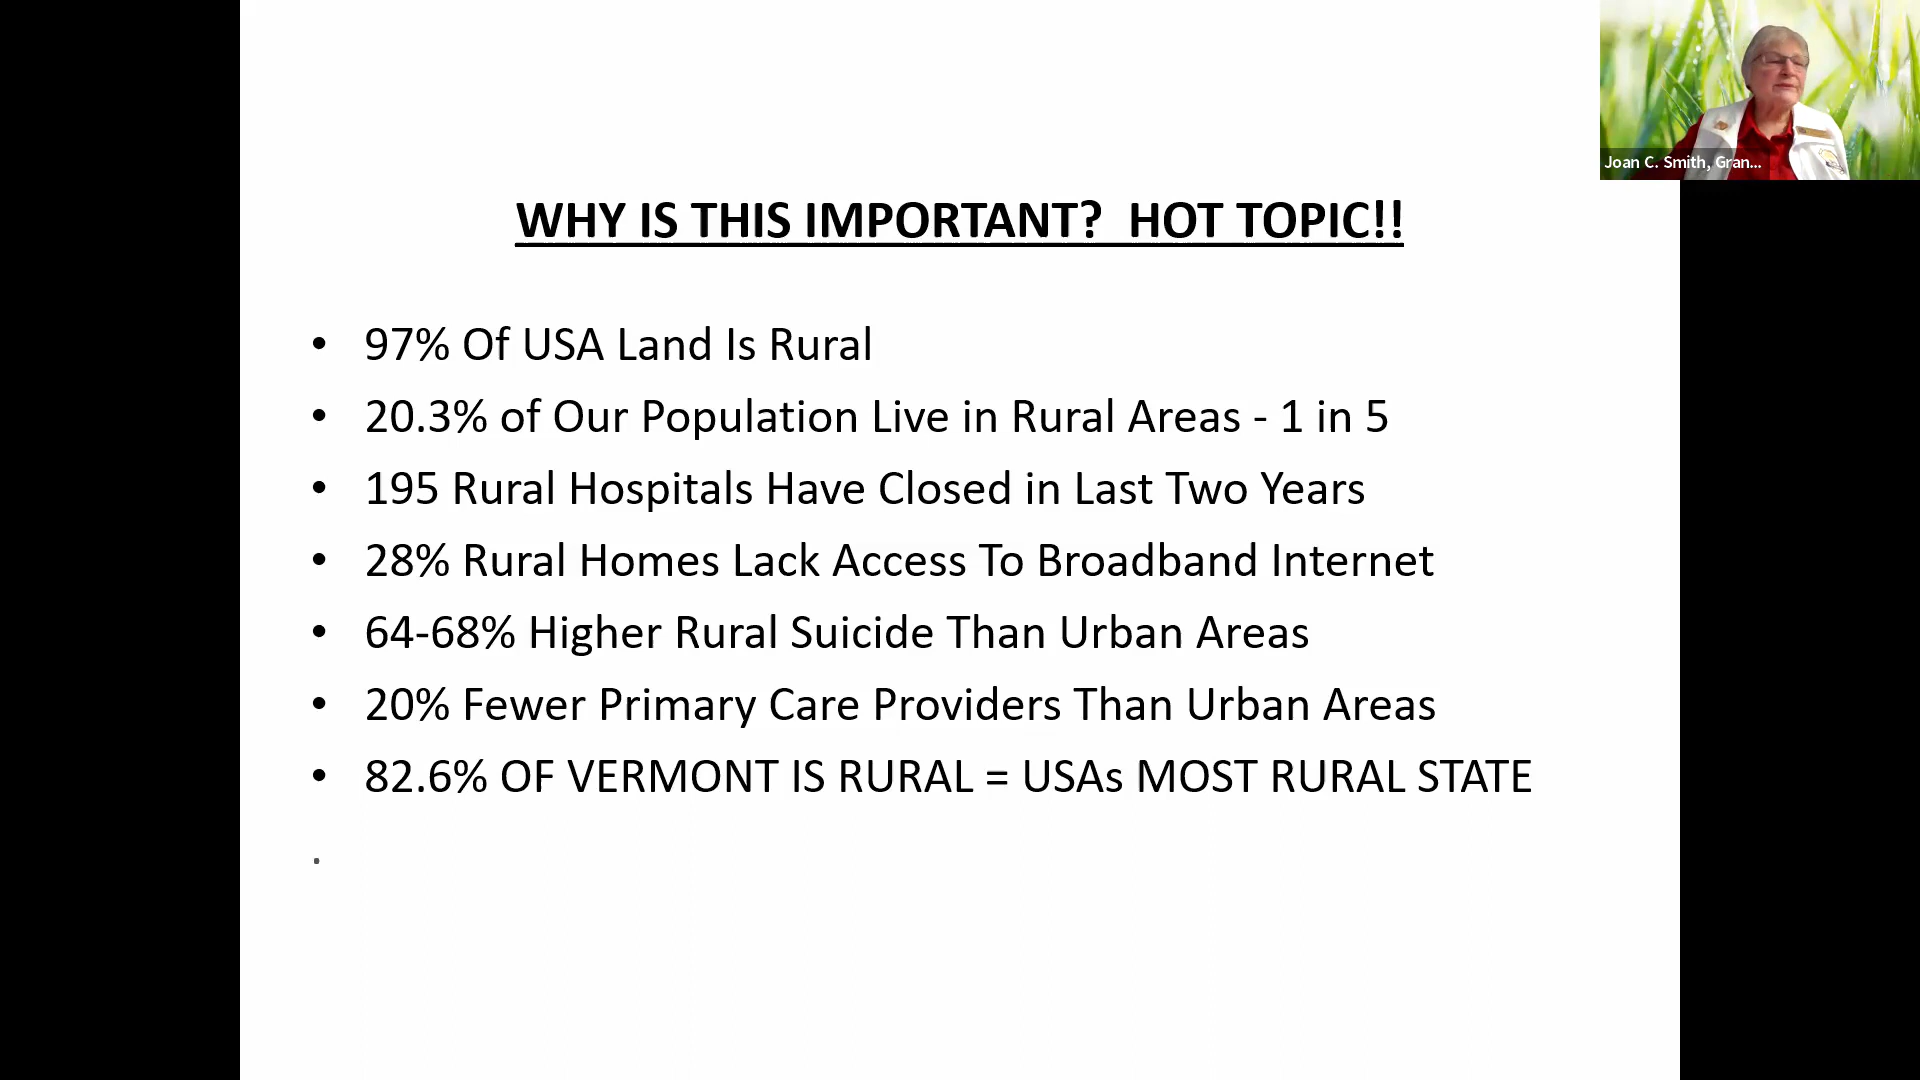 Joan C. Smith, Gran...
WHY IS THIS IMPORTANT?  HOT TOPIC!!
• 97% Of USA Land Is Rural
• 20.3% of Our Population Live in Rural Areas - 1 in 5
• 195 Rural Hospitals Have Closed in Last Two Years
• 28% Rural Homes Lack Access To Broadband Internet
• 64-68% Higher Rural Suicide Than Urban Areas
• 20% Fewer Primary Care Providers Than Urban Areas
• 82.6% OF VERMONT IS RURAL = USAs MOST RURAL STATE
.